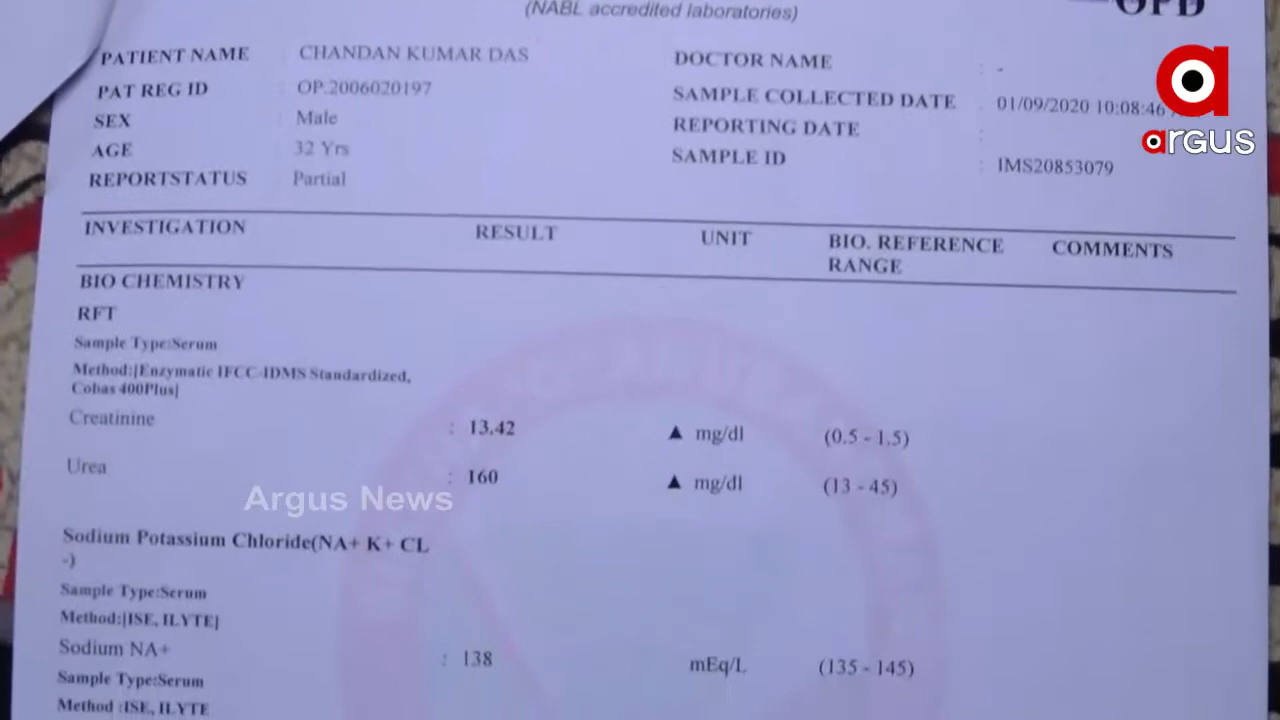 (NABL accredited laboratories)
OPD
PATIENT NAME : CHANDAN KUMAR DAS
DOCTOR NAME : -
PAT REG ID : OP.2006020197
SAMPLE COLLECTED DATE : 01/09/2020 10:08:46
SEX : Male
REPORTING DATE :
AGE : 32 Yrs
SAMPLE ID : IMS20853079
REPORTSTATUS : Partial
argus
INVESTIGATION RESULT UNIT BIO. REFERENCE RANGE COMMENTS
BIO CHEMISTRY
RFT
Sample Type:Serum
Method:[Enzymatic IFCC-IDMS Standardized,
Cobas 400Plus]
Creatinine : 13.42 ▲ mg/dl (0.5 - 1.5)
Urea : 160 ▲ mg/dl (13 - 45)
Argus News
Sodium Potassium Chloride(NA+ K+ CL
-)
Sample Type:Serum
Method:[ISE, ILYTE]
Sodium NA+ : 138 mEq/L (135 - 145)
Sample Type:Serum
Method :ISE, ILYTE